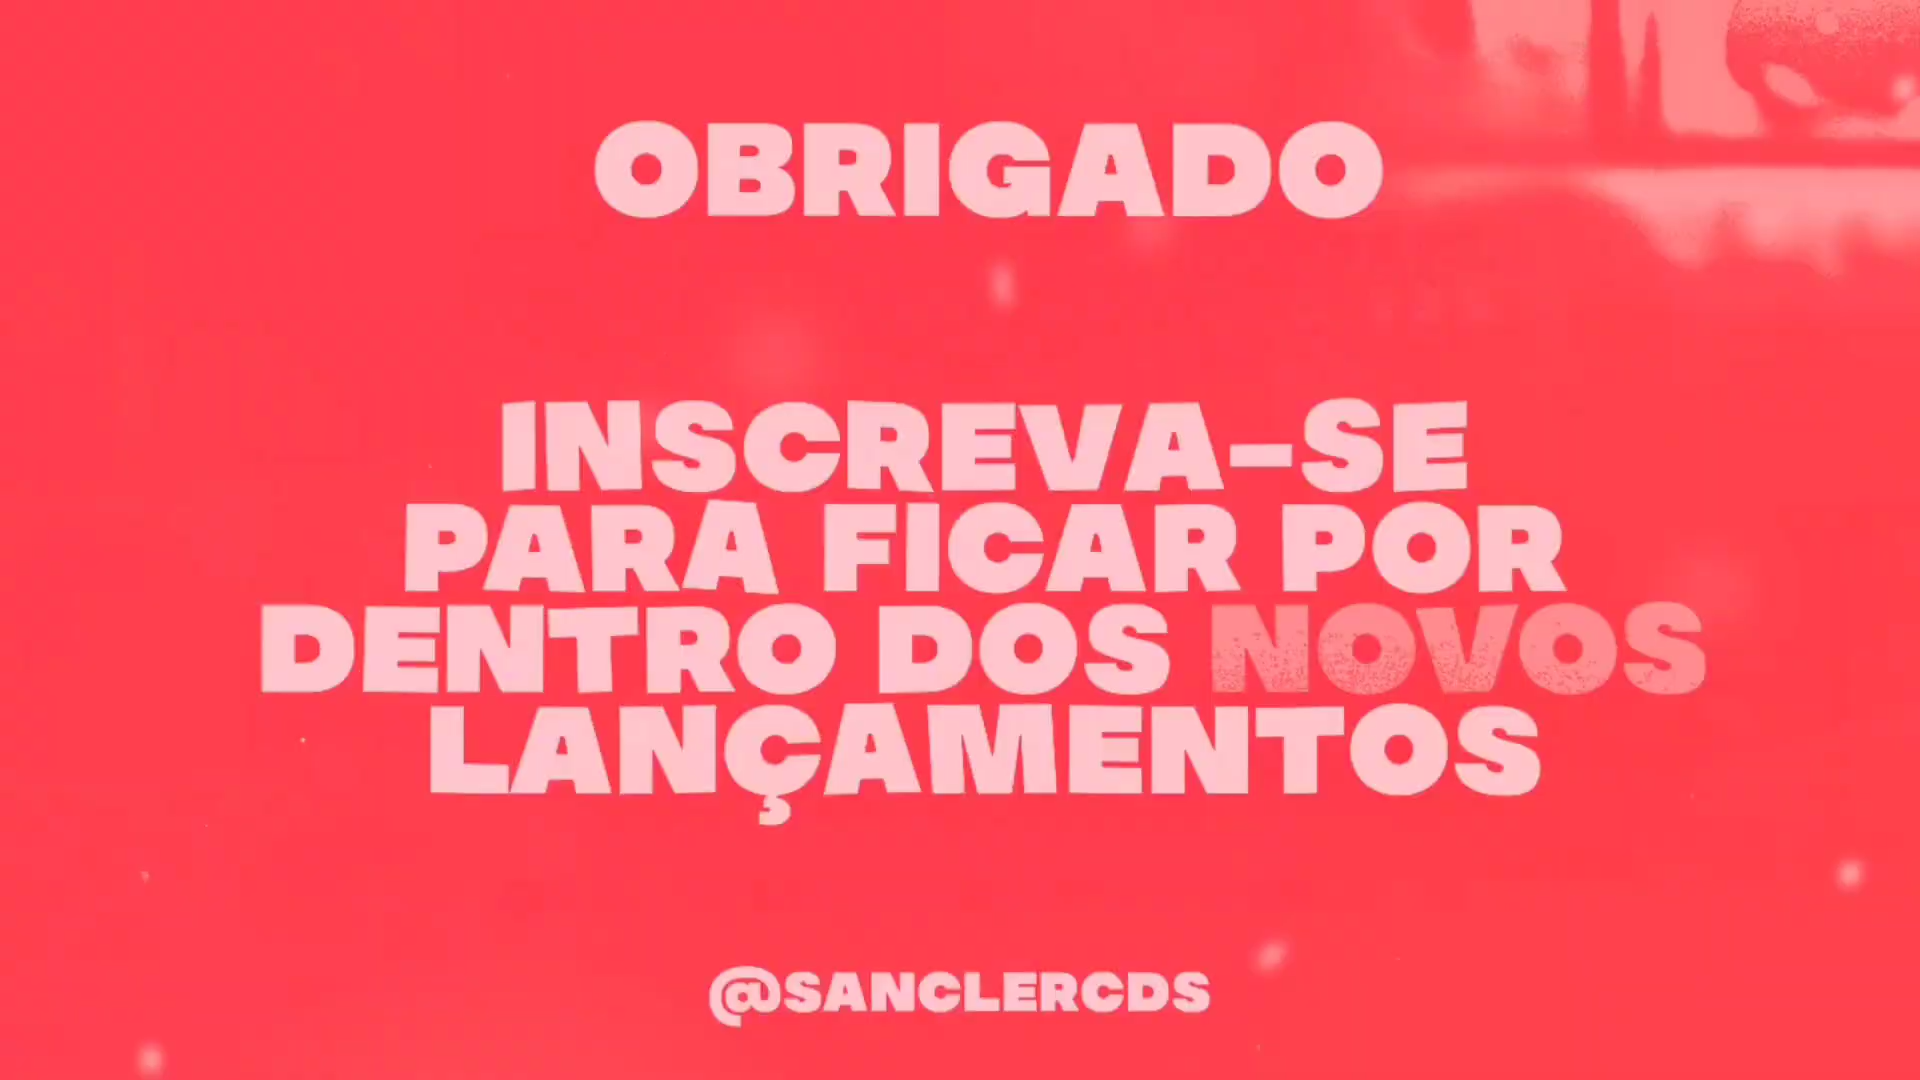 OBRIGADO
INSCREVA-SE
PARA FICAR POR
DENTRO DOS NOVOS
LANÇAMENTOS
@SANCLERCDS